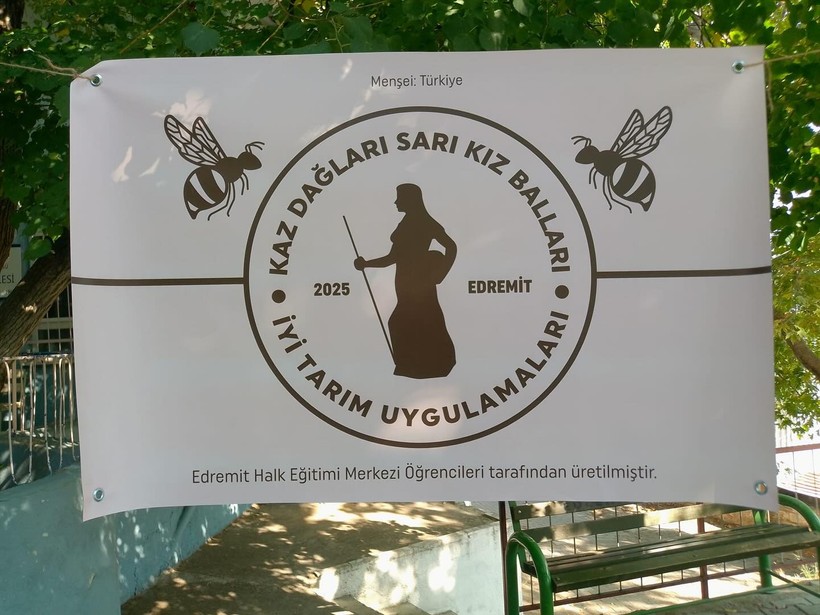 Menşei: Türkiye
KAZ DAĞLARI SARI KIZ BALLARI
2025
EDREMİT
İYİ TARIM UYGULAMALARI
Edremit Halk Eğitimi Merkezi Öğrencileri tarafından üretilmiştir.